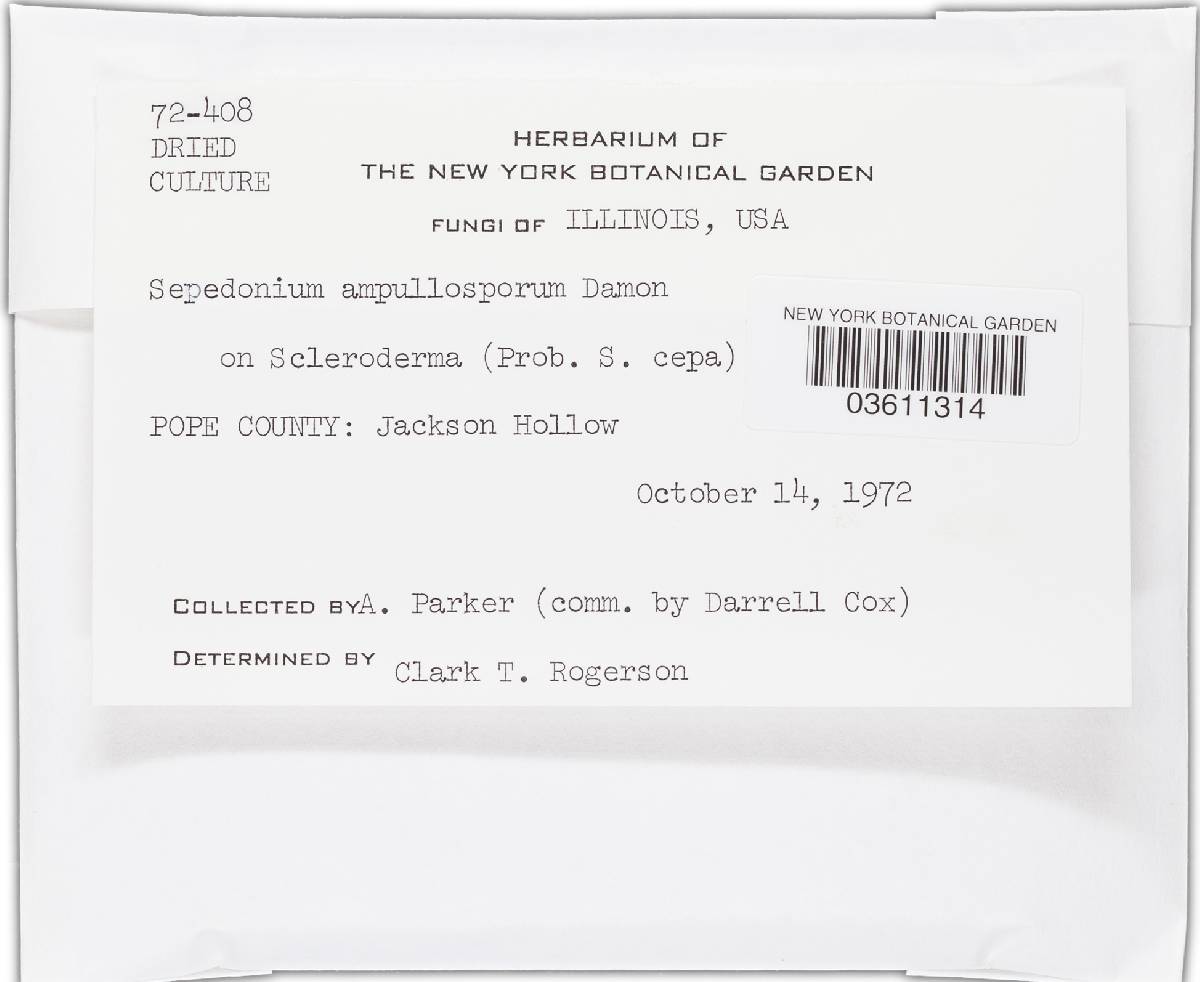 72-408
DRIED
CULTURE
HERBARIUM OF
THE NEW YORK BOTANICAL GARDEN
FUNGI OF ILLINOIS, USA
Sepedonium ampullosporum Damon
on Scleroderma (Prob. S. cepa)
NEW YORK BOTANICAL GARDEN
03611314
POPE COUNTY: Jackson Hollow
October 14, 1972
COLLECTED BY A. Parker (comm. by Darrell Cox)
DETERMINED BY Clark T. Rogerson